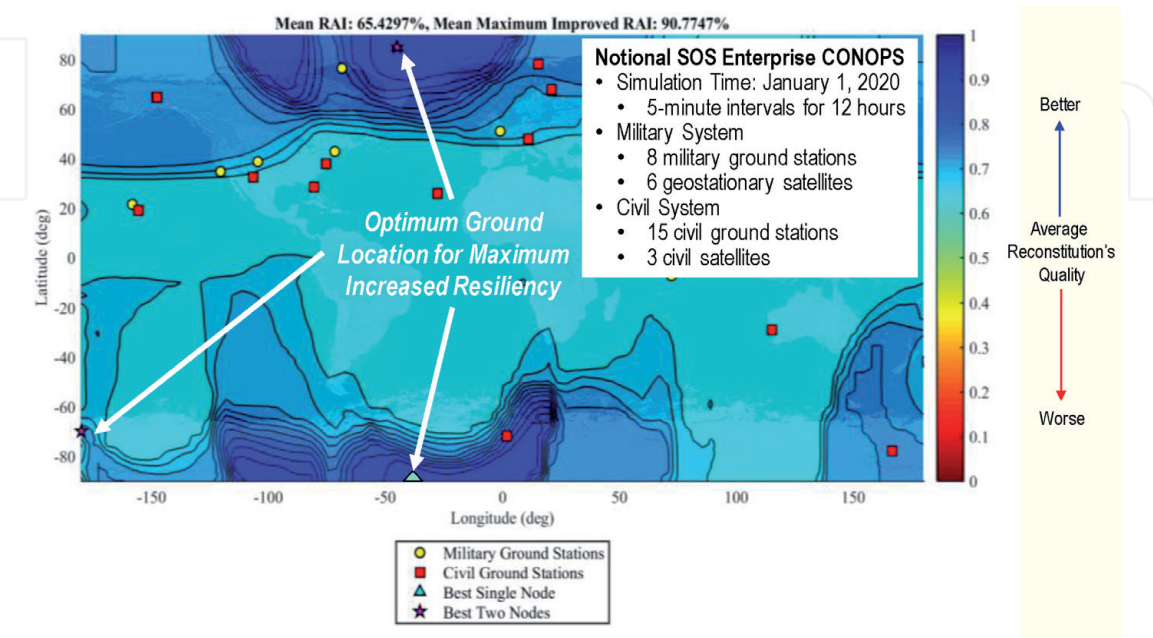 Mean RAI: 65.4297%, Mean Maximum Improved RAI: 90.7747%
Notional SOS Enterprise CONOPS
• Simulation Time: January 1, 2020
• 5-minute intervals for 12 hours
• Military System
• 8 military ground stations
• 6 geostationary satellites
• Civil System
• 15 civil ground stations
• 3 civil satellites
Optimum Ground
Location for Maximum
Increased Resiliency
Latitude (deg)
80
60
40
20
0
-20
-40
-60
-80
-150
-100
-50
0
50
100
150
Longitude (deg)
1
0.9
0.8
0.7
0.6
0.5
0.4
0.3
0.2
0.1
0
Better
Average
Reconstitution's
Quality
Worse
Military Ground Stations
Civil Ground Stations
Best Single Node
Best Two Nodes